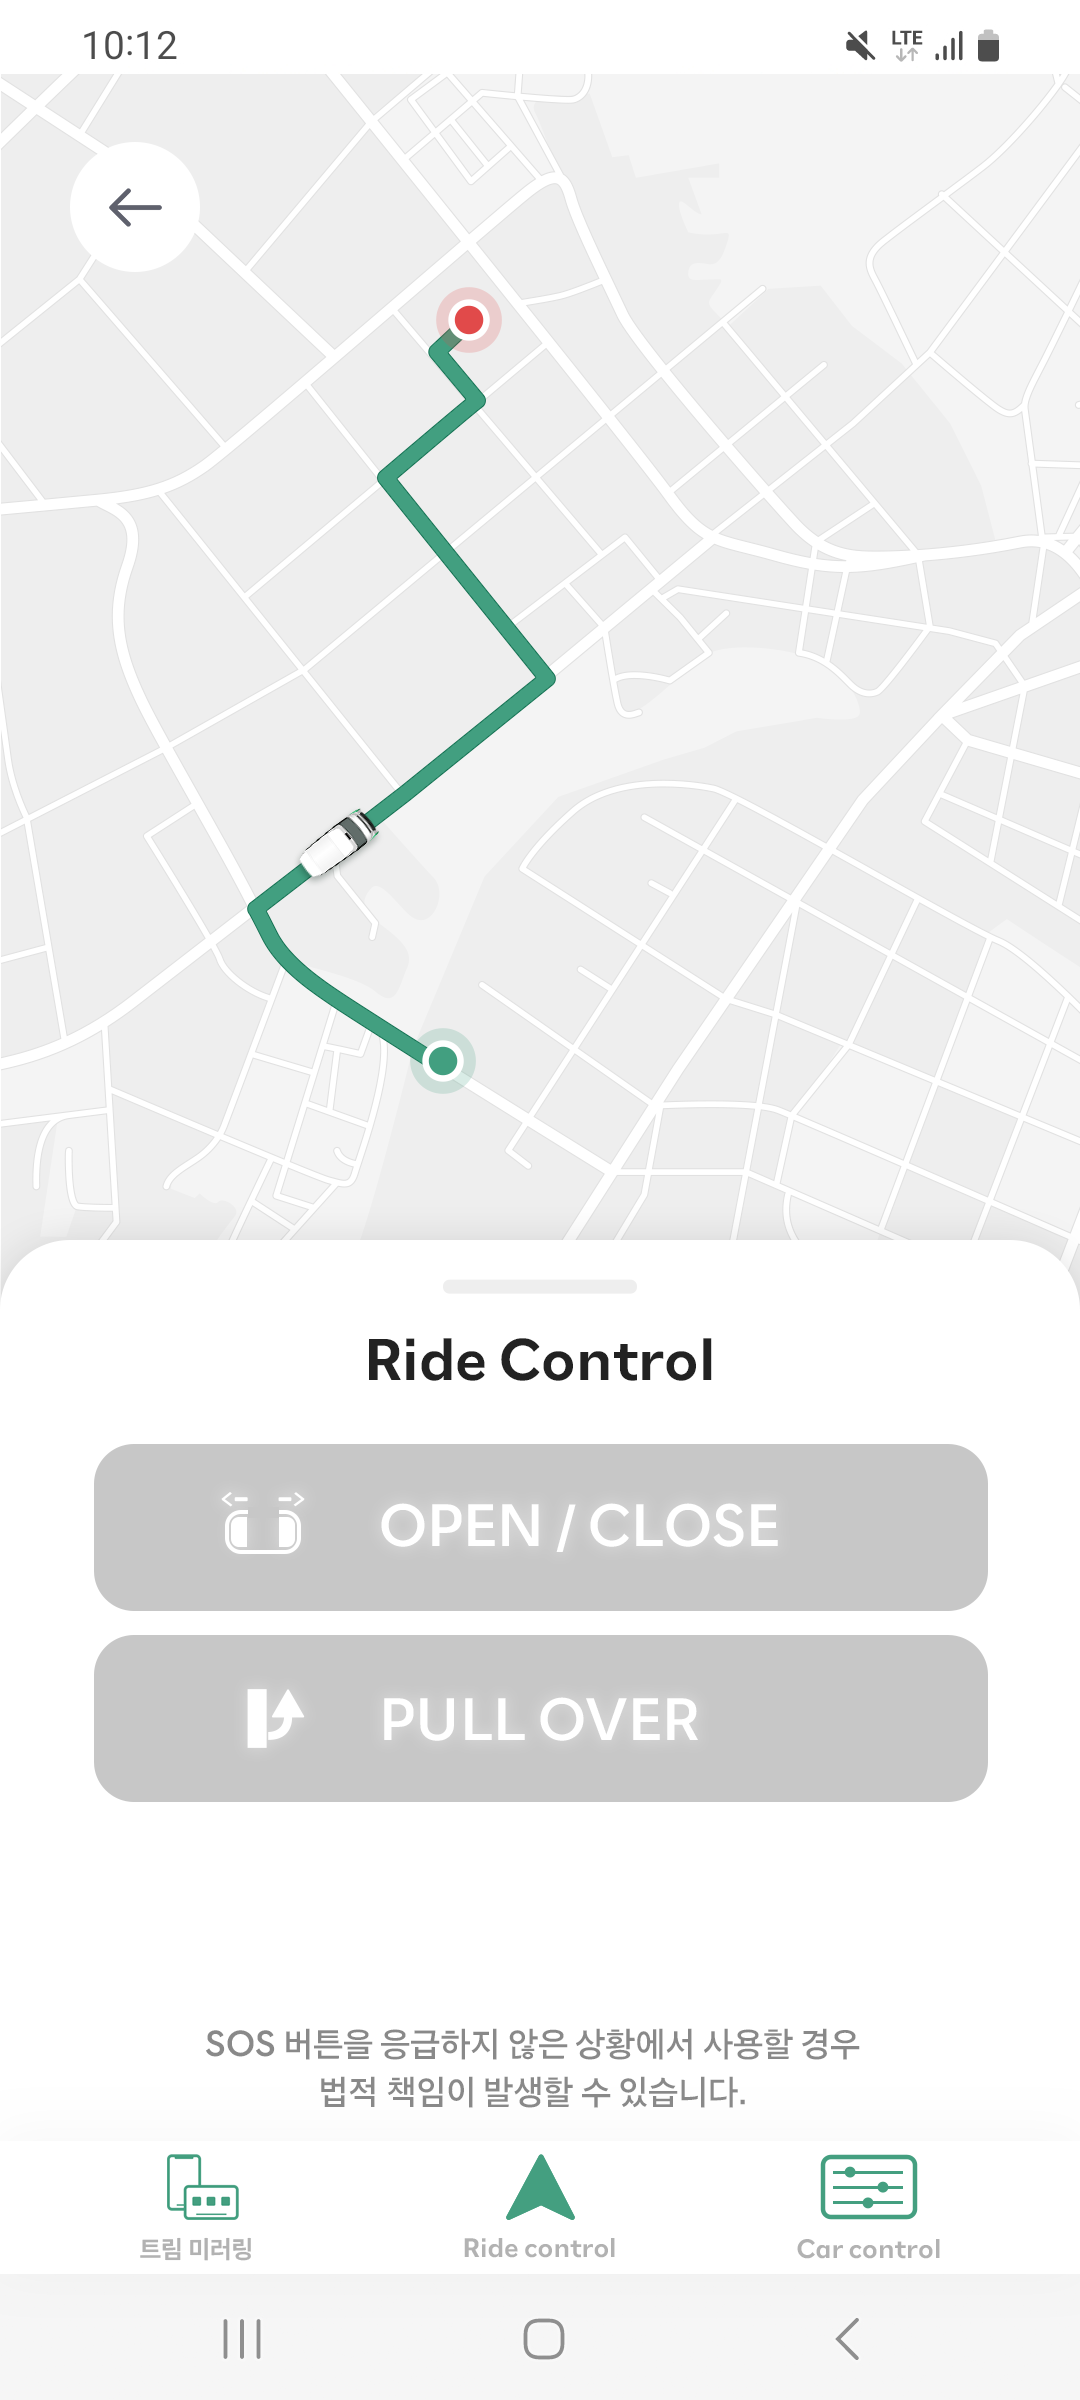 10:12
LTE
Ride Control
OPEN / CLOSE
PULL OVER
SOS 버튼을 응급하지 않은 상황에서 사용할 경우
법적 책임이 발생할 수 있습니다.
트림 미러링
Ride control
Car control